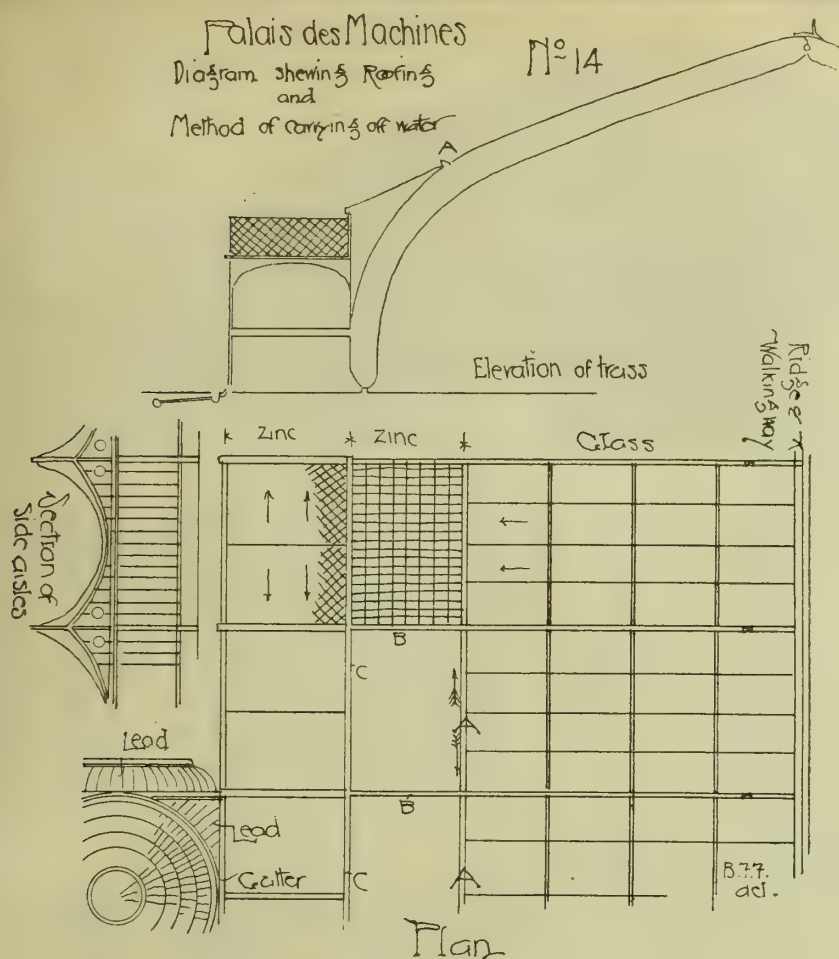 Palais des Machines
Nº 14
Diagram shewing Roofing
and
Method of carrying off water
A
Elevation of truss
Ridge &
Walking way
Zinc
Zinc
Glass
Section of
Side aisles
B
C
A
Lead
B
Lead
Gutter
C
A
del.
Plan